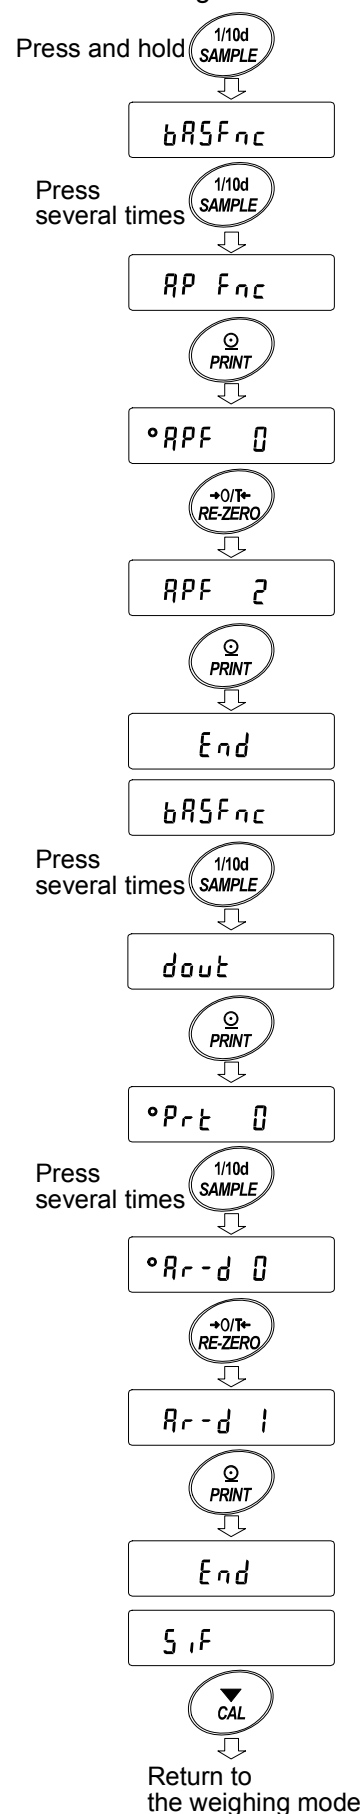 Press and hold
1/10d
SAMPLE
bASFnc
Press
several times
1/10d
SAMPLE
AP Fnc
PRINT
°APF 0
→0/T←
RE-ZERO
APF 2
PRINT
End
bASFnc
Press
several times
1/10d
SAMPLE
dout
PRINT
°Prt 0
Press
several times
1/10d
SAMPLE
°Ar-d 0
→0/T←
RE-ZERO
Ar-d 1
PRINT
End
SiF
CAL
Return to
the weighing mode